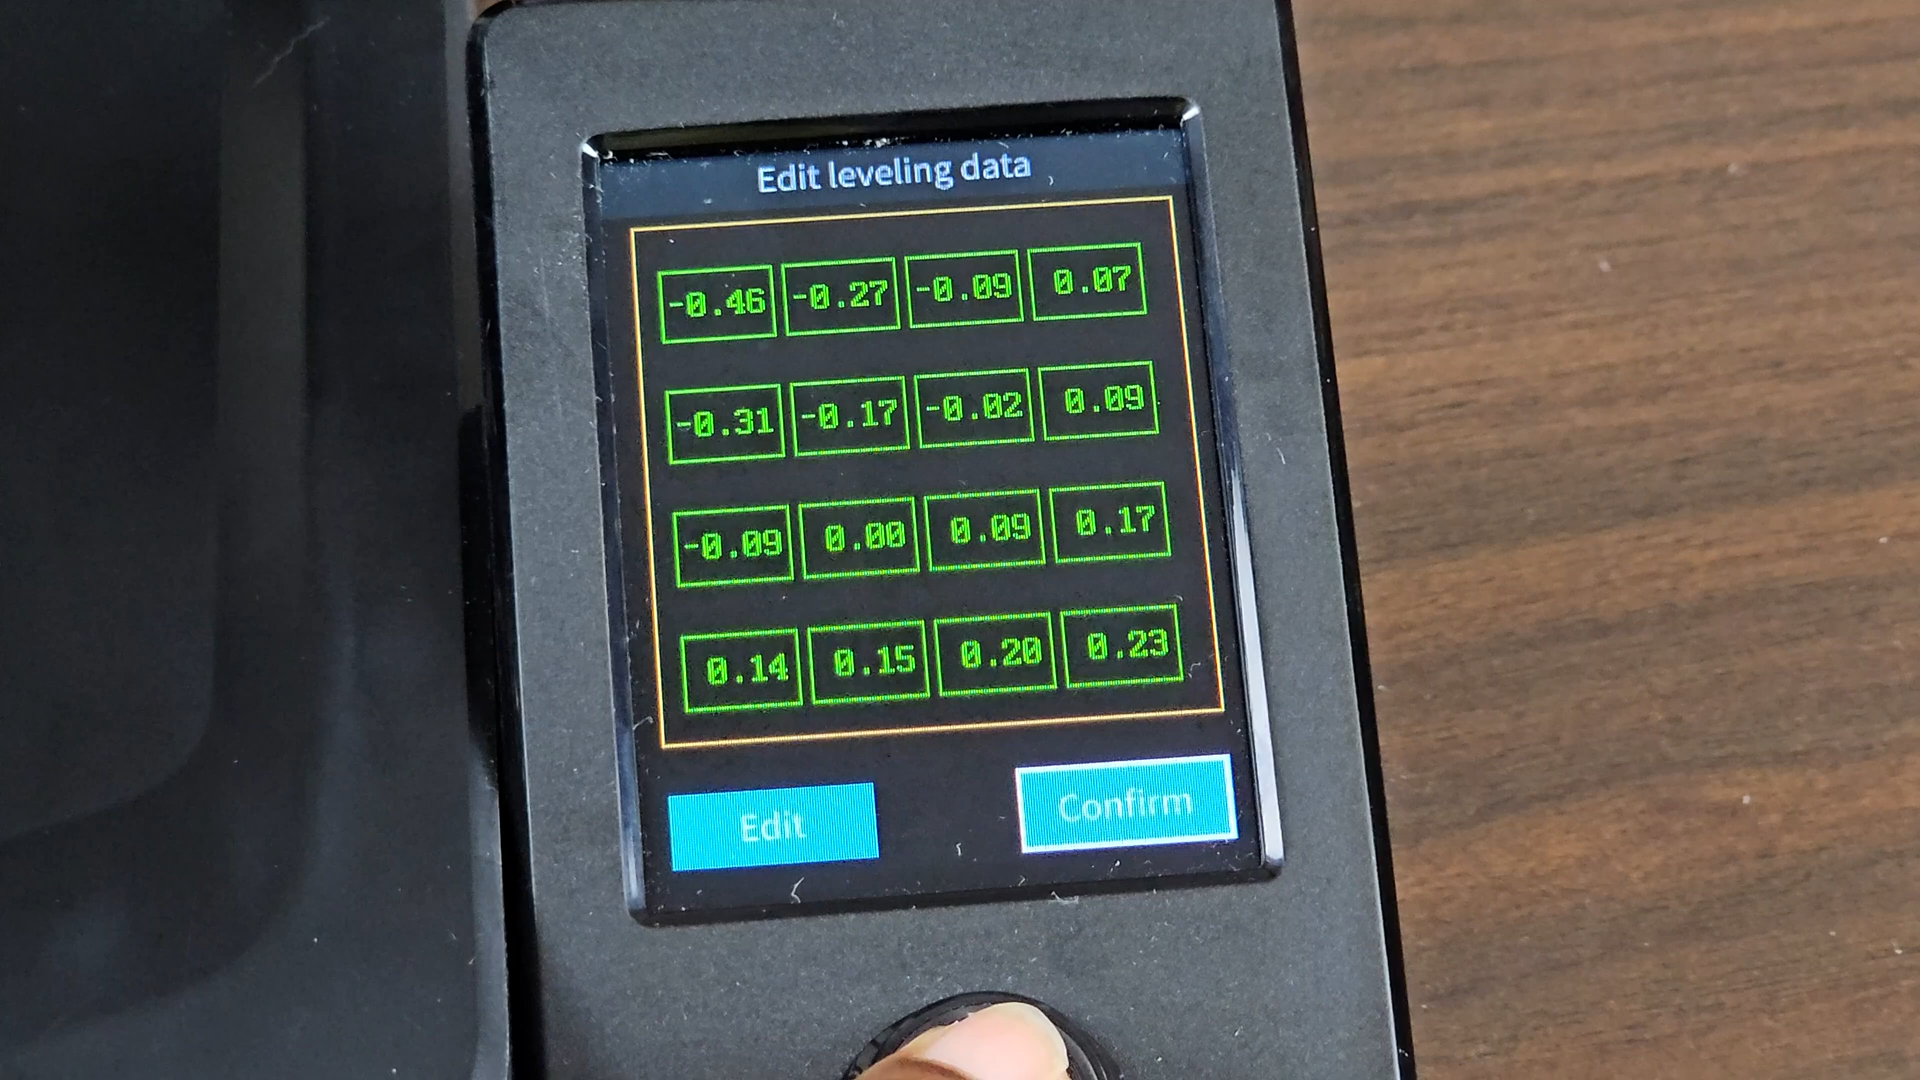 Edit leveling data
-0.46 -0.27 -0.09 0.07
-0.31 -0.17 -0.02 0.09
-0.09 0.00 0.09 0.17
0.14 0.15 0.20 0.23
Edit Confirm